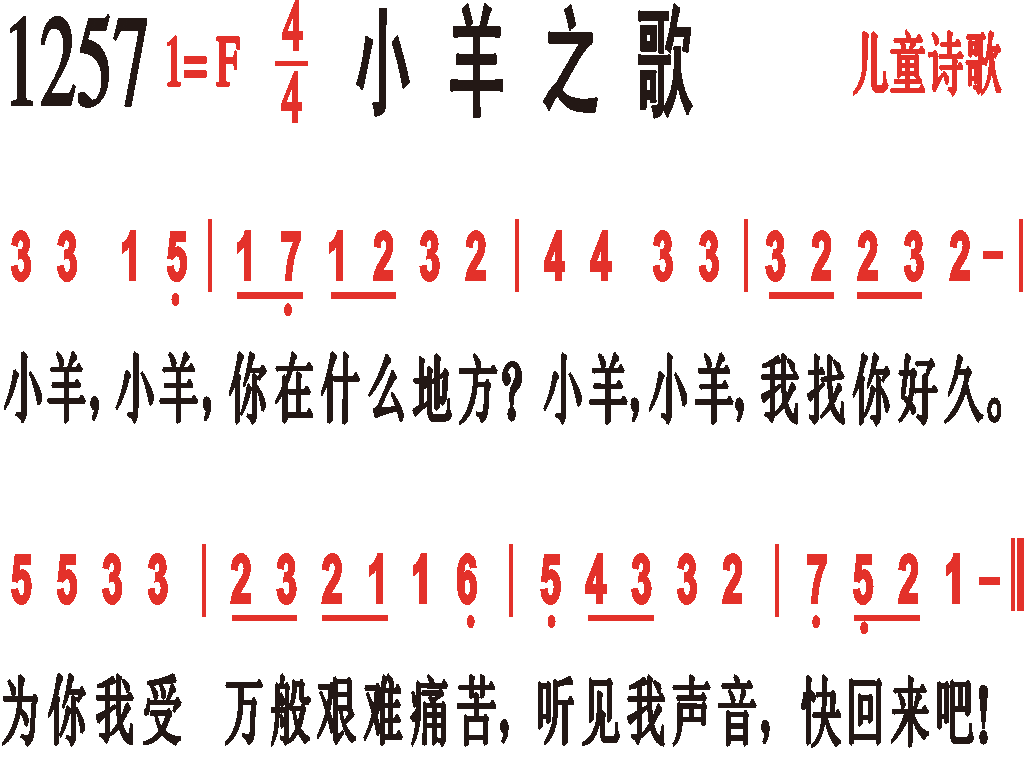 1257 1=F 4/4 小羊之歌 儿童诗歌
3 3 1 5̣ | 1 7̣ 1 2 3 2 | 4 4 3 3 | 3 2 2 3 2 – |
小羊,小羊,你在什么地方?小羊,小羊,我找你好久。
5 5 3 3 | 2 3 2 1 1 6̣ | 5̣ 4 3 3 2 | 7̣ 5̣ 2 1 – ‖
为你我受 万般艰难痛苦,听见我声音,快回来吧!